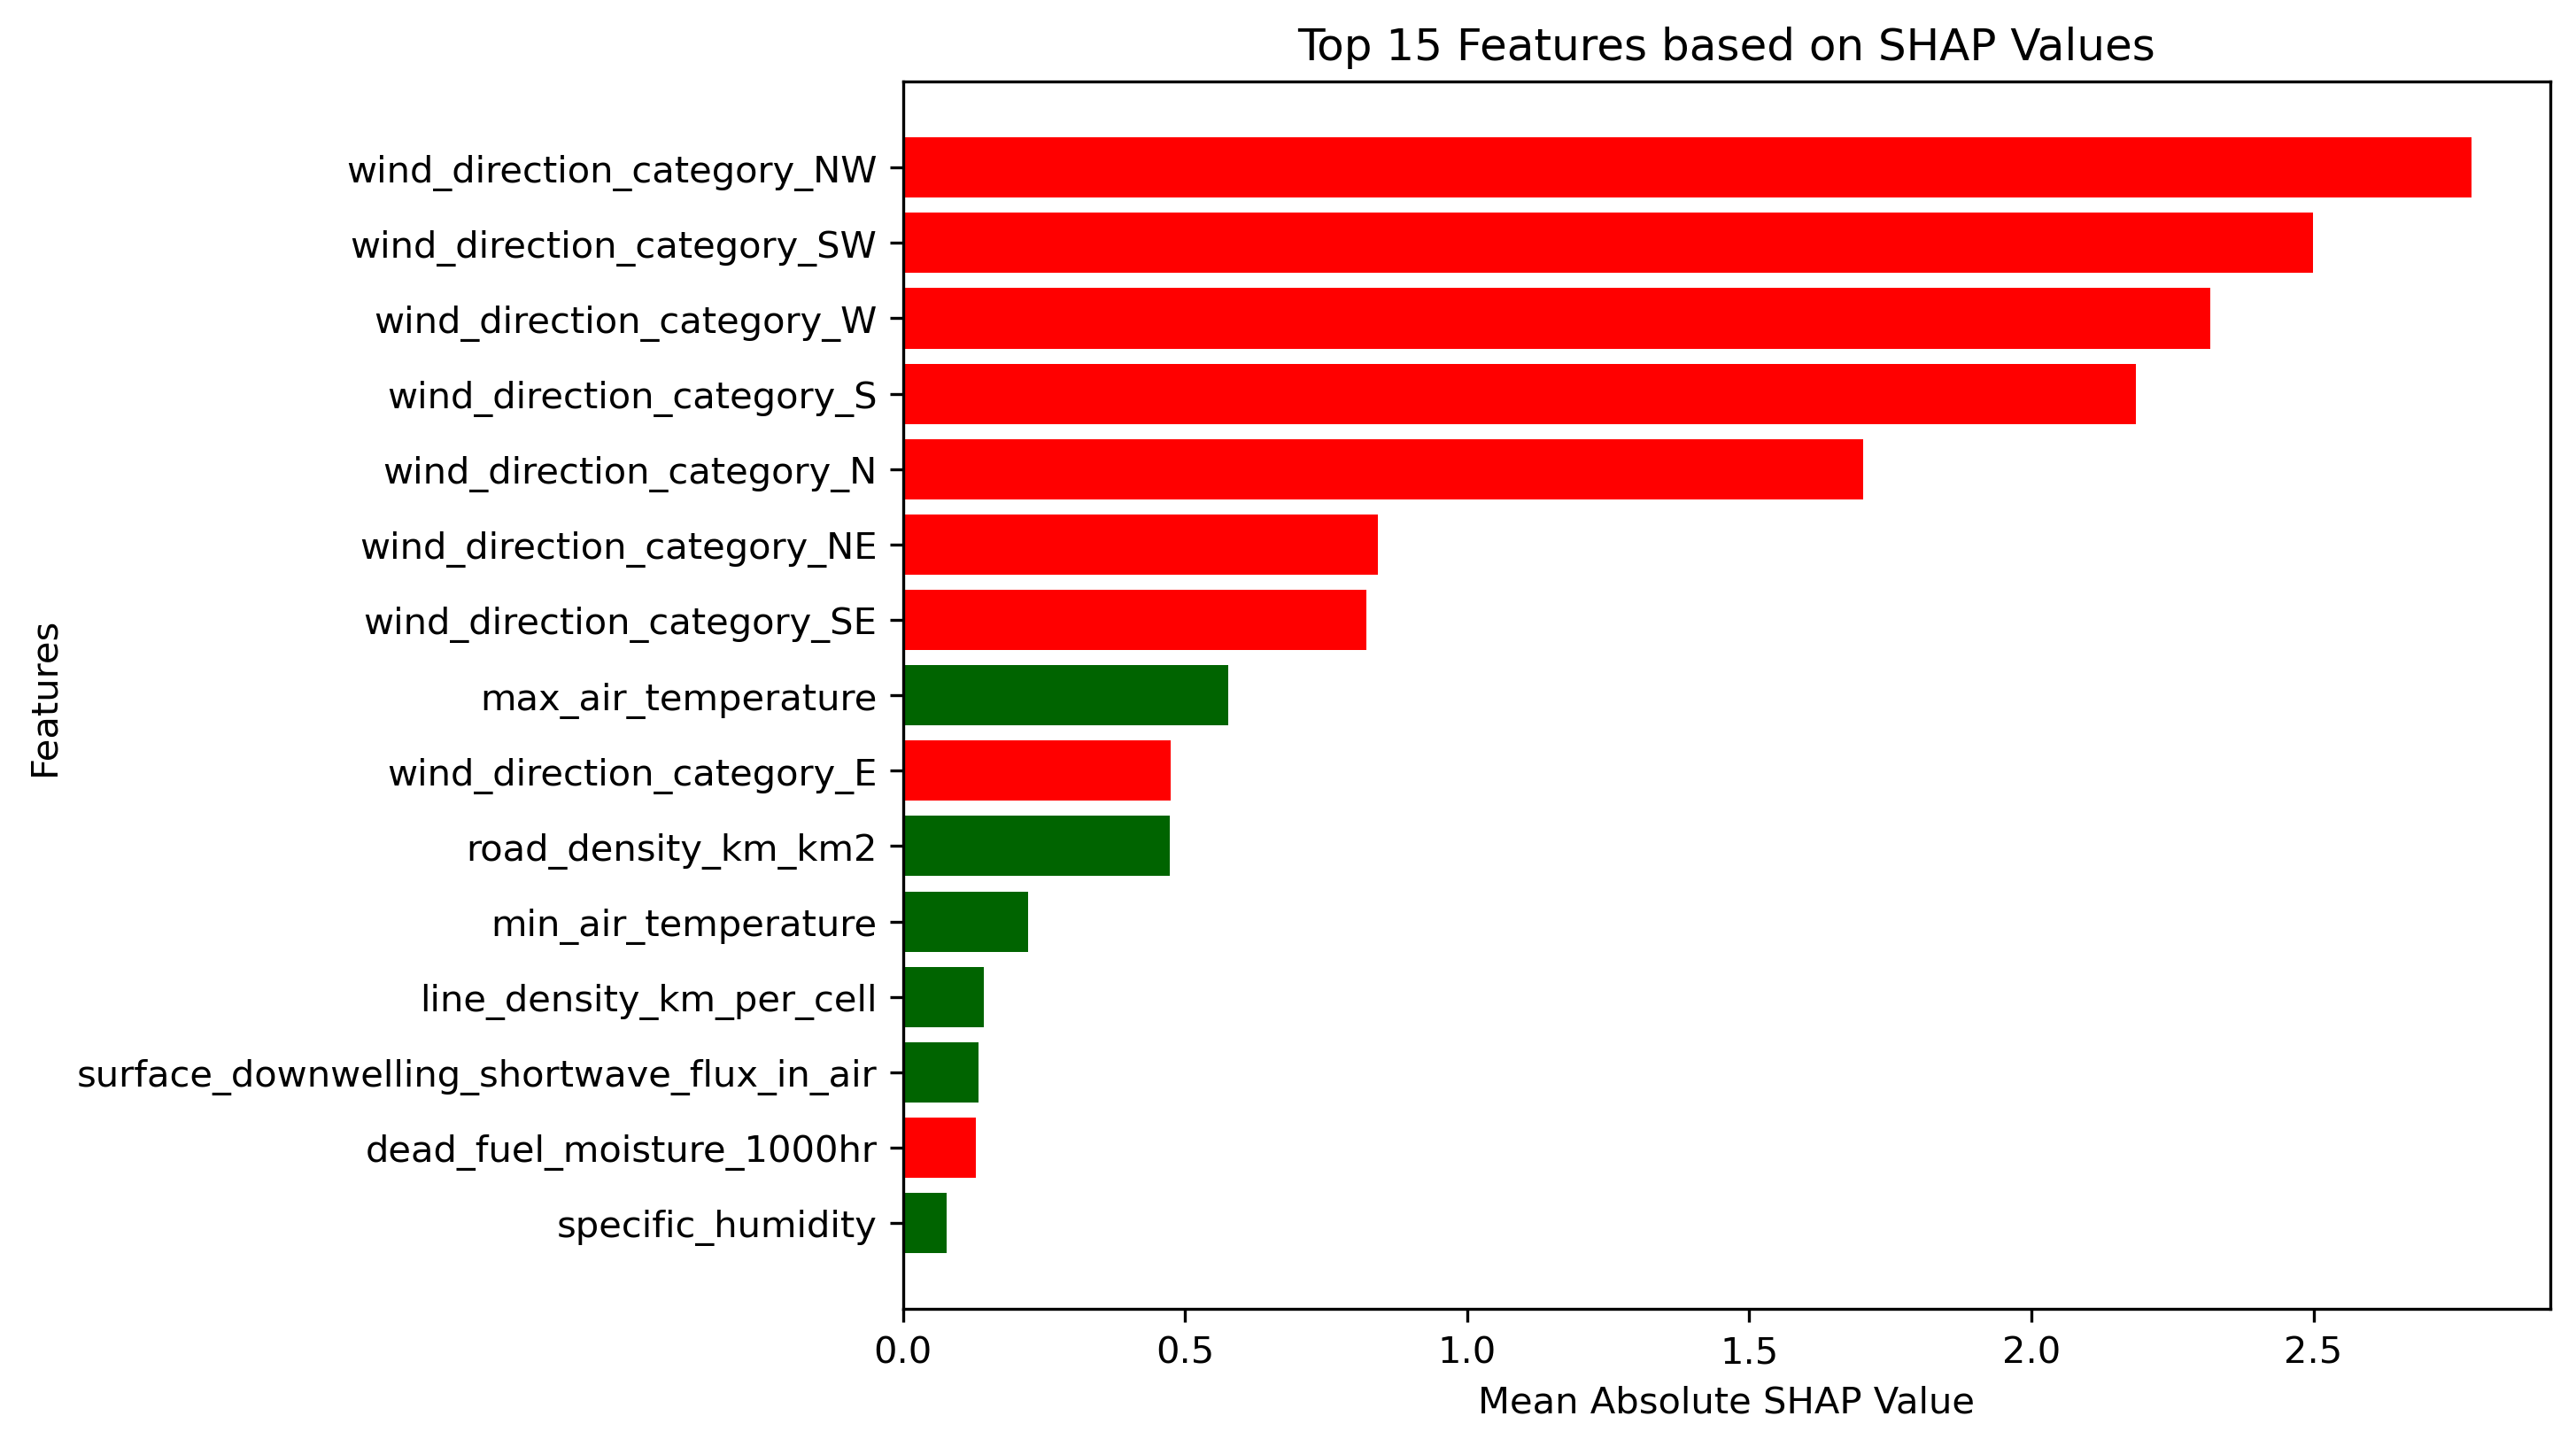 Top 15 Features based on SHAP Values
Features
wind_direction_category_NW
wind_direction_category_SW
wind_direction_category_W
wind_direction_category_S
wind_direction_category_N
wind_direction_category_NE
wind_direction_category_SE
max_air_temperature
wind_direction_category_E
road_density_km_km2
min_air_temperature
line_density_km_per_cell
surface_downwelling_shortwave_flux_in_air
dead_fuel_moisture_1000hr
specific_humidity
0.0 0.5 1.0 1.5 2.0 2.5
Mean Absolute SHAP Value